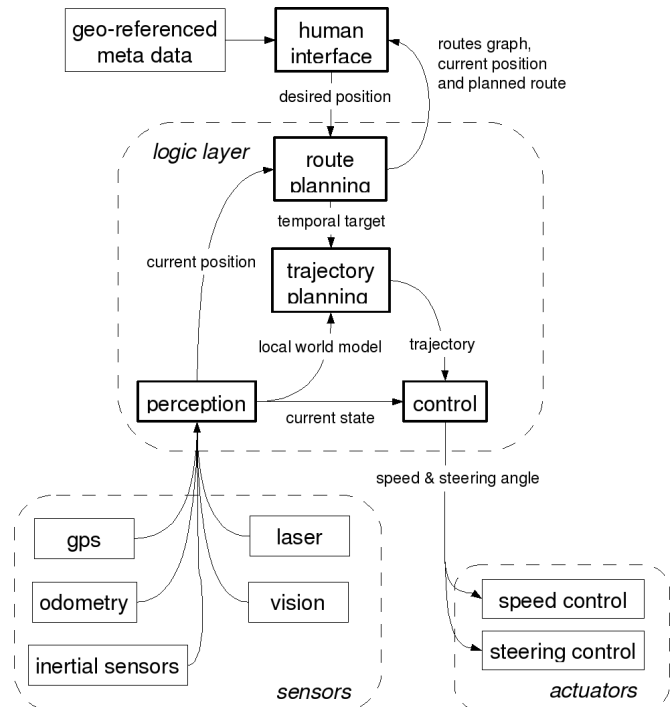 geo-referenced
meta data
human
interface
routes graph,
current position
and planned route
desired position
logic layer
route
planning
temporal target
current position
trajectory
planning
local world model
trajectory
perception
current state
control
speed & steering angle
gps
laser
odometry
vision
inertial sensors
sensors
speed control
steering control
actuators